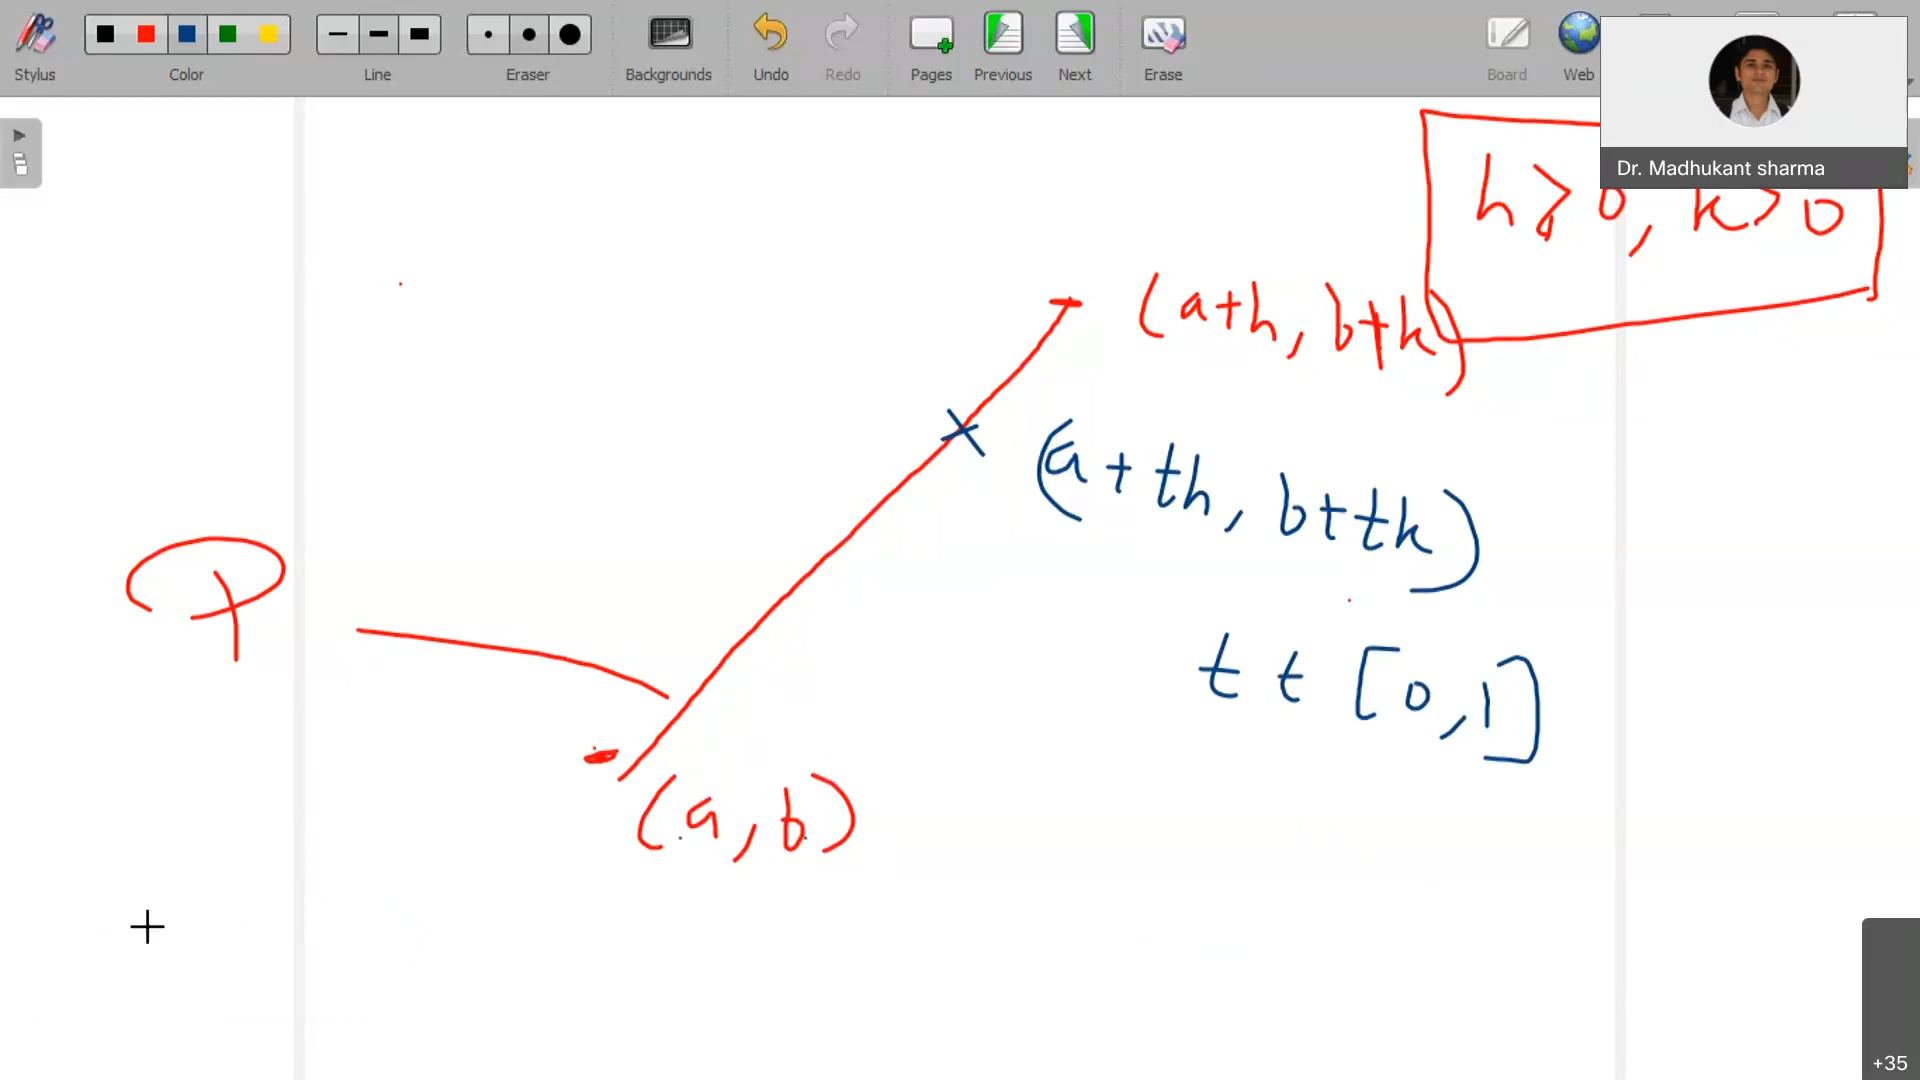 Stylus Color Line Eraser Backgrounds Undo Redo Pages Previous Next Erase Board Web
Dr. Madhukant sharma
h ≥ 0, k > 0
(a+h, b+k)
(a + th, b + tk)
t ∈ [0, 1]
(a, b)
+35